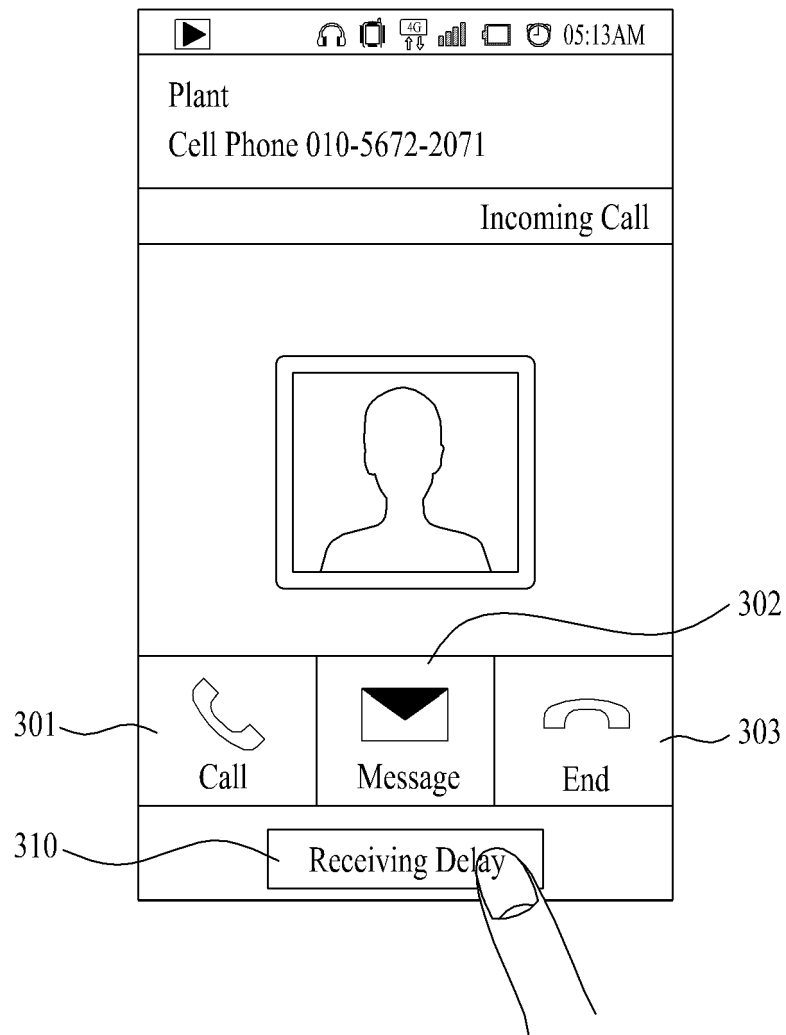 4G 05:13AM
Plant
Cell Phone 010-5672-2071
Incoming Call
302
301
303
Call Message End
310
Receiving Delay